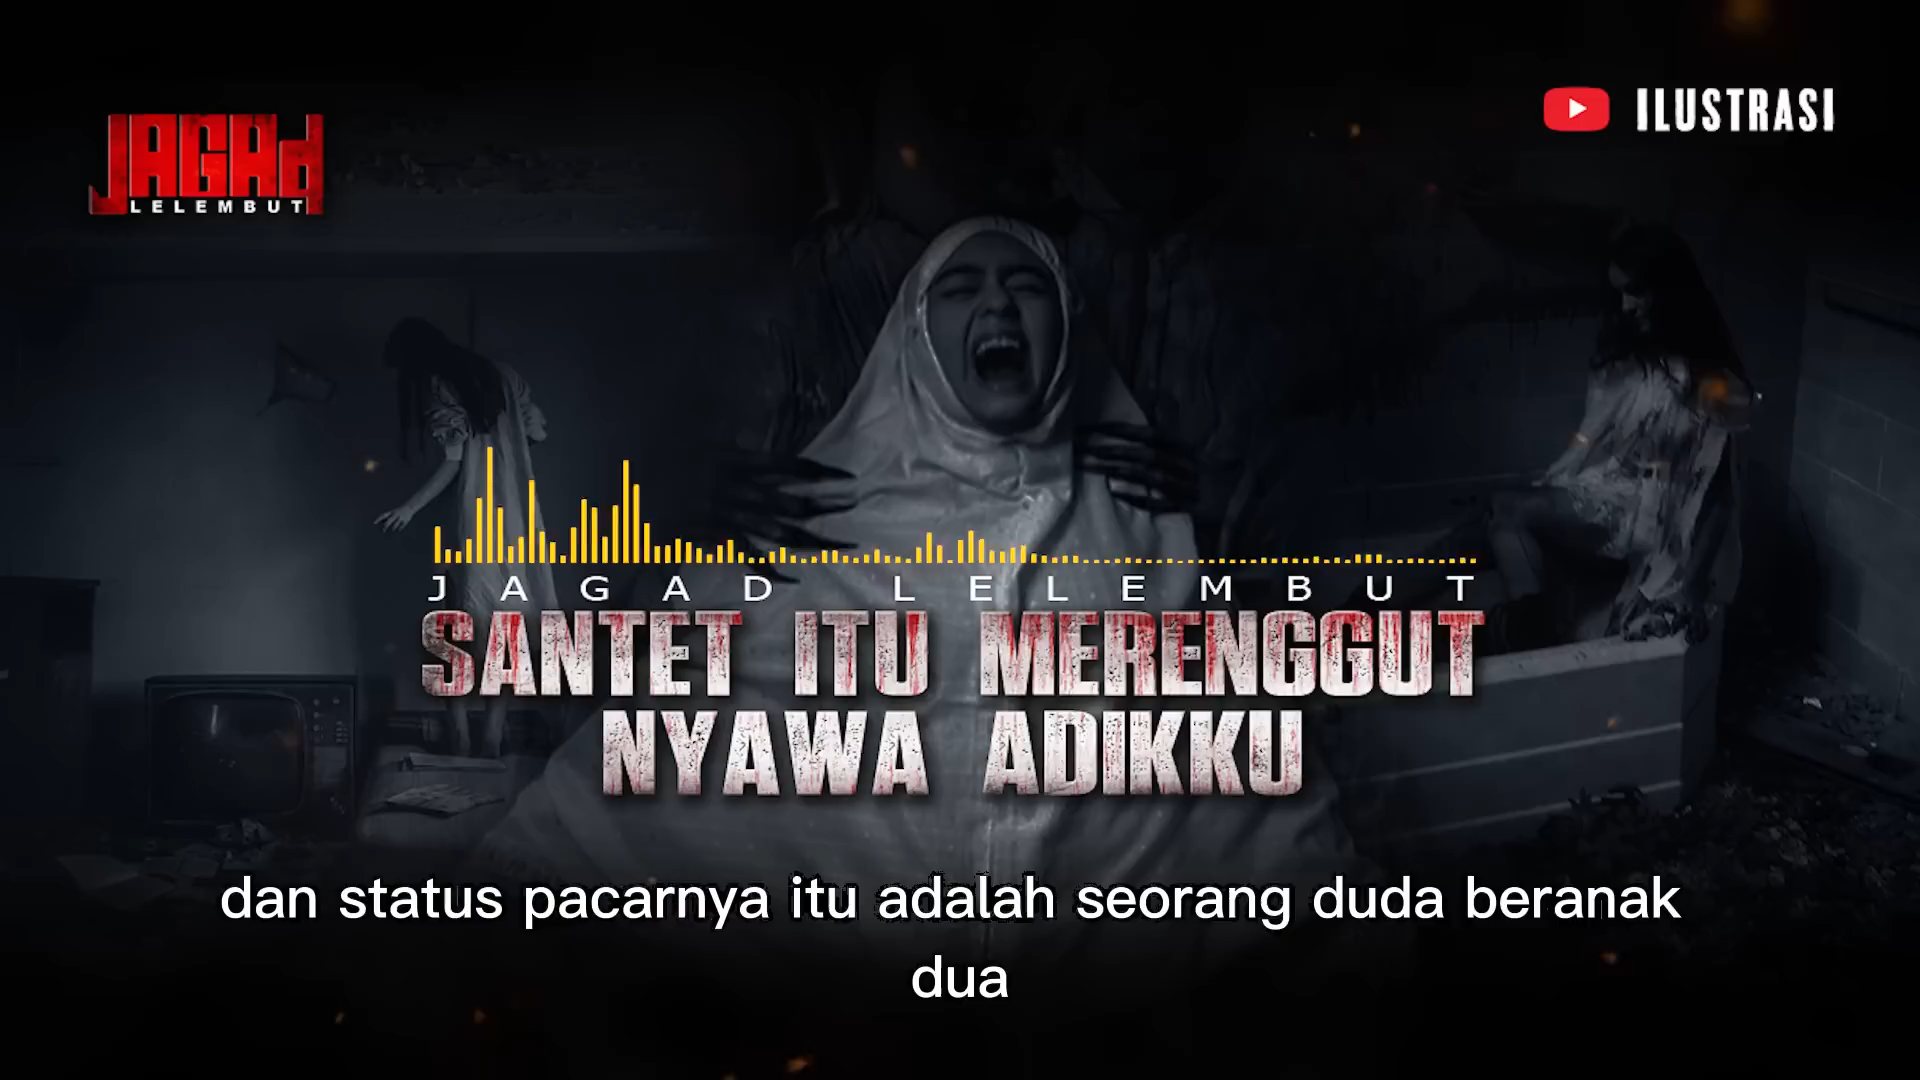 JAGAd
LELEMBUT
ILUSTRASI
JAGAD LELEMBUT
SANTET ITU MERENGGUT
NYAWA ADIKKU
dan status pacarnya itu adalah seorang duda beranak
dua